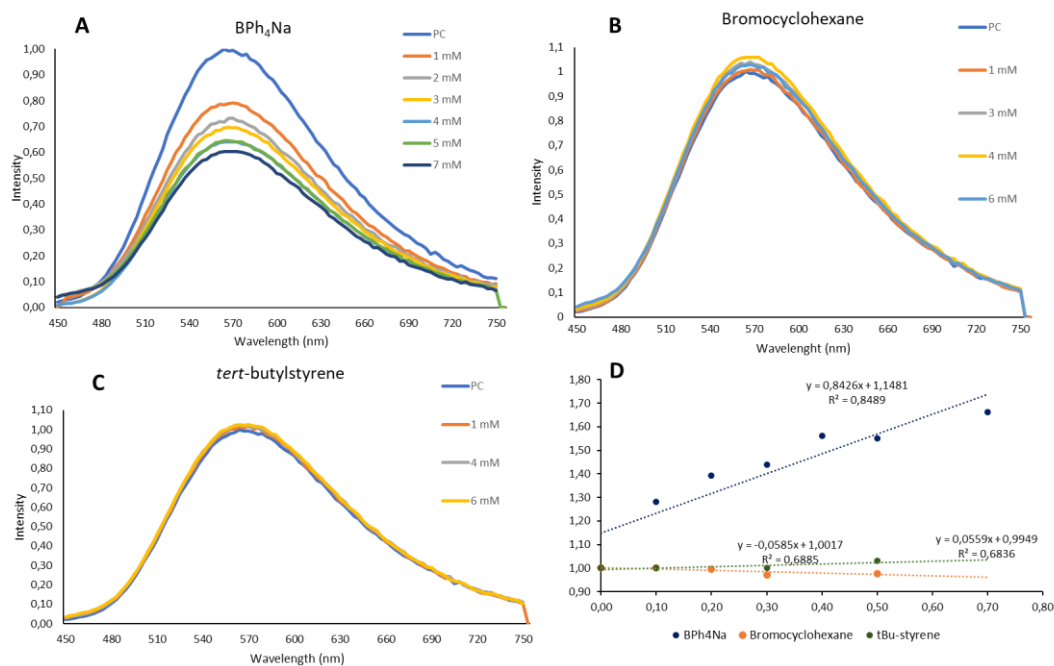 A
BPh₄Na
1,00
0,90
0,80
0,70
0,60
0,50
0,40
0,30
0,20
0,10
0,00
Intensity
450 480 510 540 570 600 630 660 690 720 750
Wavelength (nm)
PC
1 mM
2 mM
3 mM
4 mM
5 mM
7 mM
B
Bromocyclohexane
1,1
1
0,9
0,8
0,7
0,6
0,5
0,4
0,3
0,2
0,1
0
Intensity
450 480 510 540 570 600 630 660 690 720 750
Wavelenght (nm)
PC
1 mM
3 mM
4 mM
6 mM
C
tert-butylstyrene
1,10
1,00
0,90
0,80
0,70
0,60
0,50
0,40
0,30
0,20
0,10
0,00
Intensity
450 480 510 540 570 600 630 660 690 720 750
Wavelength (nm)
PC
1 mM
4 mM
6 mM
D
1,80
1,70
1,60
1,50
1,40
1,30
1,20
1,10
1,00
0,90
y = 0,8426x + 1,1481
R² = 0,8489
y = -0,0585x + 1,0017
R² = 0,6885
y = 0,0559x + 0,9949
R² = 0,6836
0,00 0,10 0,20 0,30 0,40 0,50 0,60 0,70 0,80
BPh4Na Bromocyclohexane tBu-styrene